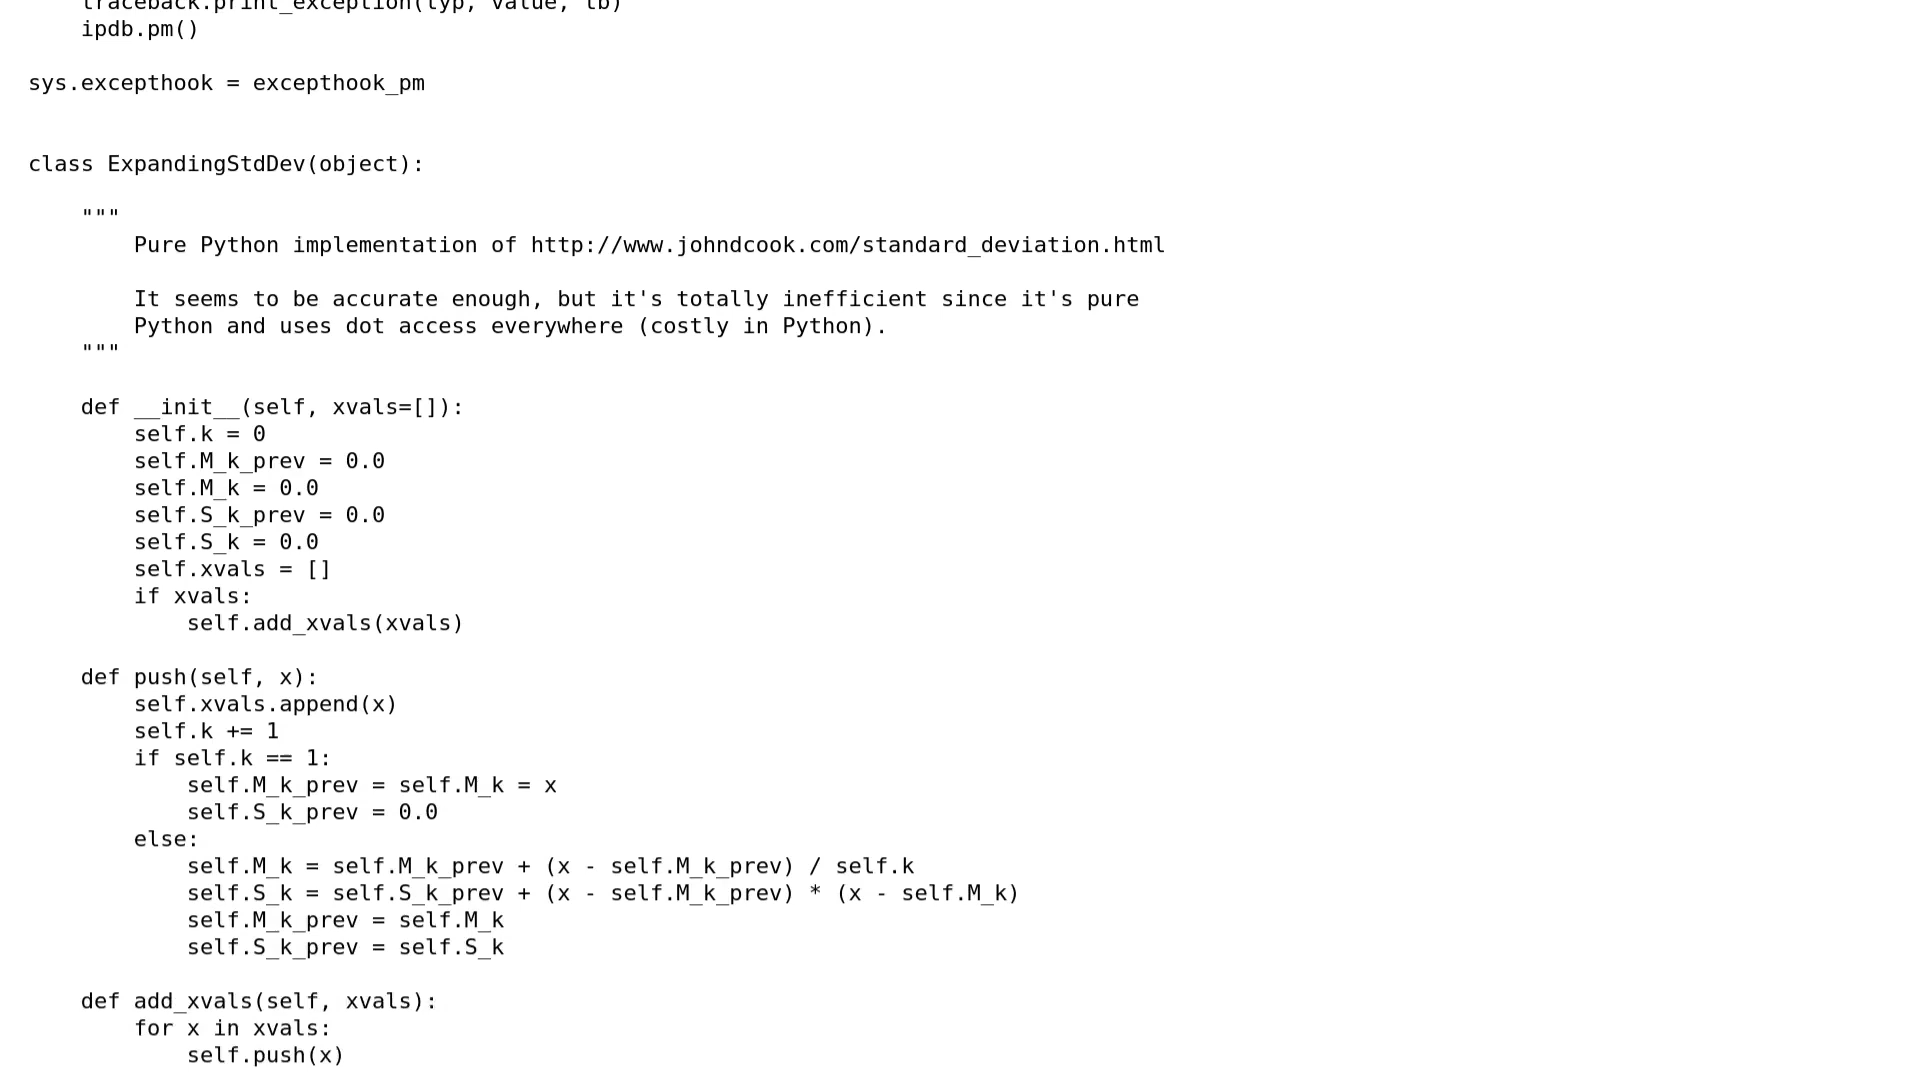 traceback.print_exception(typ, value, tb)
    ipdb.pm()

sys.excepthook = excepthook_pm


class ExpandingStdDev(object):

    """
        Pure Python implementation of http://www.johndcook.com/standard_deviation.html

        It seems to be accurate enough, but it's totally inefficient since it's pure
        Python and uses dot access everywhere (costly in Python).
    """

    def __init__(self, xvals=[]):
        self.k = 0
        self.M_k_prev = 0.0
        self.M_k = 0.0
        self.S_k_prev = 0.0
        self.S_k = 0.0
        self.xvals = []
        if xvals:
            self.add_xvals(xvals)

    def push(self, x):
        self.xvals.append(x)
        self.k += 1
        if self.k == 1:
            self.M_k_prev = self.M_k = x
            self.S_k_prev = 0.0
        else:
            self.M_k = self.M_k_prev + (x - self.M_k_prev) / self.k
            self.S_k = self.S_k_prev + (x - self.M_k_prev) * (x - self.M_k)
            self.M_k_prev = self.M_k
            self.S_k_prev = self.S_k

    def add_xvals(self, xvals):
        for x in xvals:
            self.push(x)